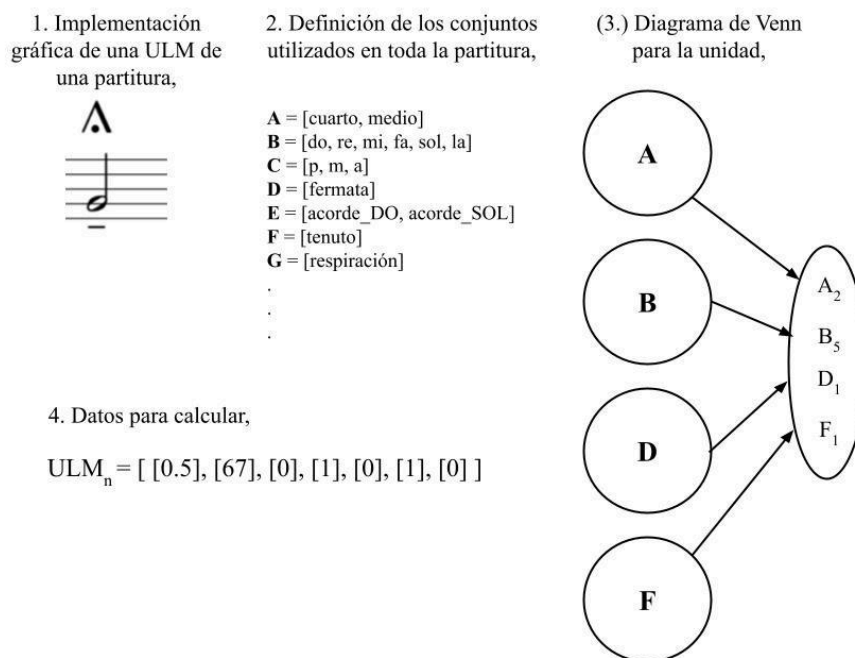 1. Implementación
gráfica de una ULM de
una partitura,
2. Definición de los conjuntos
utilizados en toda la partitura,
A = [cuarto, medio]
B = [do, re, mi, fa, sol, la]
C = [p, m, a]
D = [fermata]
E = [acorde_DO, acorde_SOL]
F = [tenuto]
G = [respiración]
.
.
.
(3.) Diagrama de Venn
para la unidad,
A
B
D
F
A2
B5
D1
F1
4. Datos para calcular,
ULMn = [ [0.5], [67], [0], [1], [0], [1], [0] ]